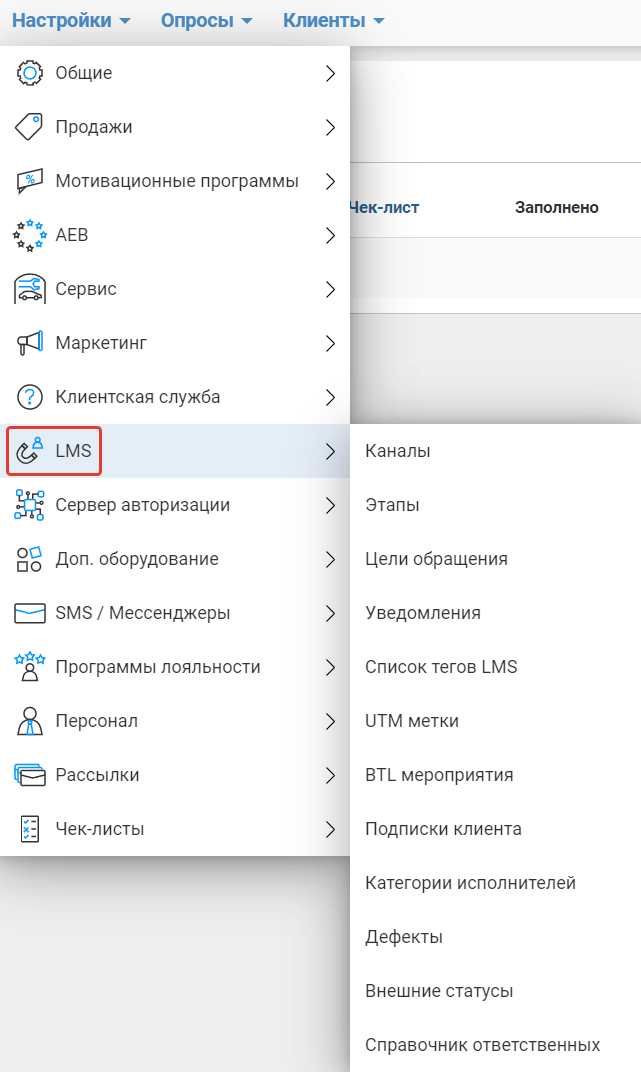 Настройки Опросы Клиенты
Общие
Продажи
Мотивационные программы
Чек-лист Заполнено
АЕВ
Сервис
Маркетинг
Клиентская служба
LMS
Сервер авторизации
Доп. оборудование
SMS / Мессенджеры
Программы лояльности
Персонал
Рассылки
Чек-листы
Каналы
Этапы
Цели обращения
Уведомления
Список тегов LMS
UTM метки
BTL мероприятия
Подписки клиента
Категории исполнителей
Дефекты
Внешние статусы
Справочник ответственных